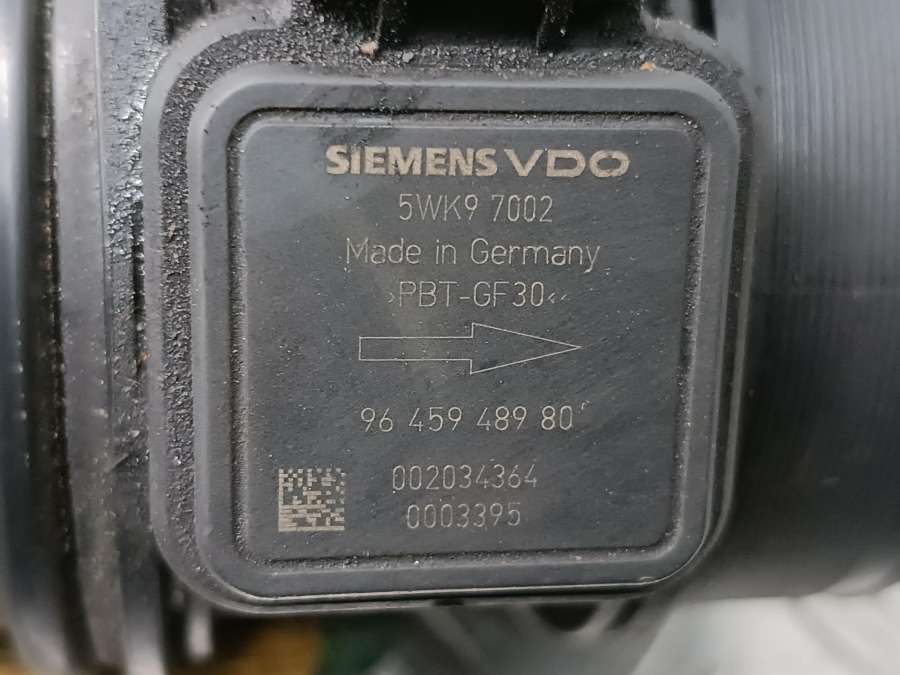 SIEMENS VDO
5WK9 7002
Made in Germany
>PBT-GF30<
96 459 489 80
002034364
0003395